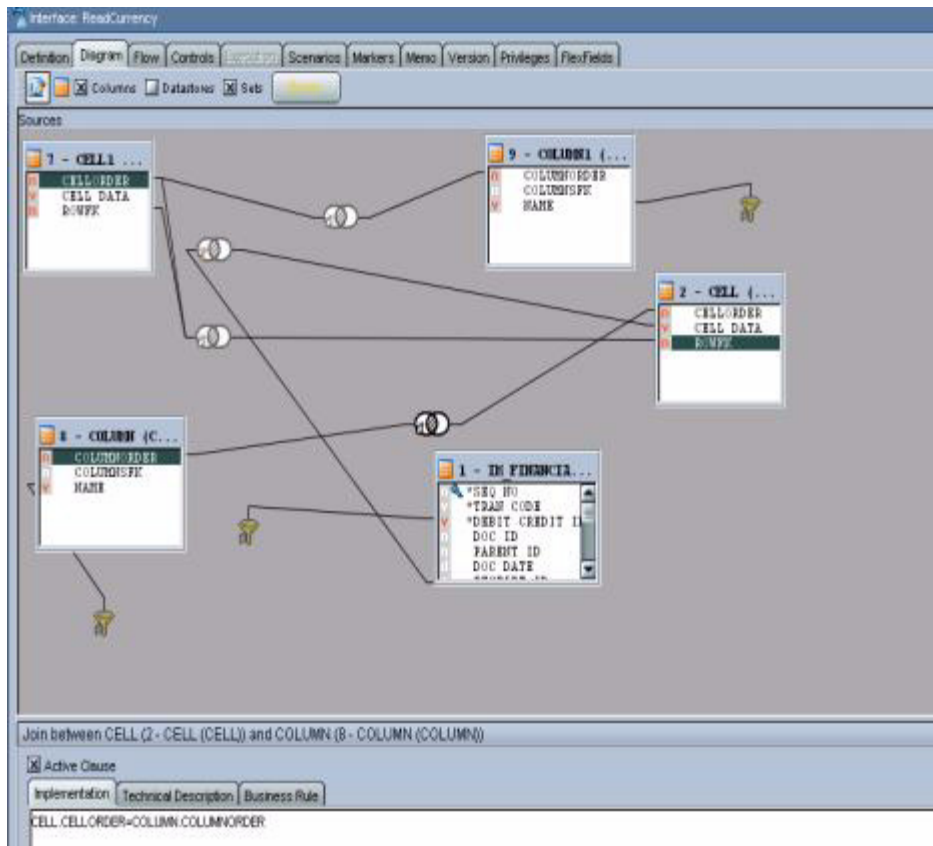 Interface: ReadCurrency
Definition Diagram Flow Controls Scenarios Markers Memo Version Privileges FlexFields
Columns Datastores Sets
Sources
7 - CELL1 ...
CELLORDER
CELL DATA
ROWFK
9 - COLUMN1 (...
COLUMNORDER
COLUMNSFK
NAME
2 - CELL (...
CELLORDER
CELL DATA
ROWFK
8 - COLUMN (C...
COLUMNORDER
COLUMNSFK
NAME
1 - IM_FINANCIA...
*SEQ NO
*TRAN CODE
*DEBIT CREDIT I
DOC ID
PARENT ID
DOC DATE
Join between CELL (2 - CELL (CELL)) and COLUMN (8 - COLUMN (COLUMN))
Active Clause
Implementation Technical Description Business Rule
CELL.CELLORDER=COLUMN.COLUMNORDER